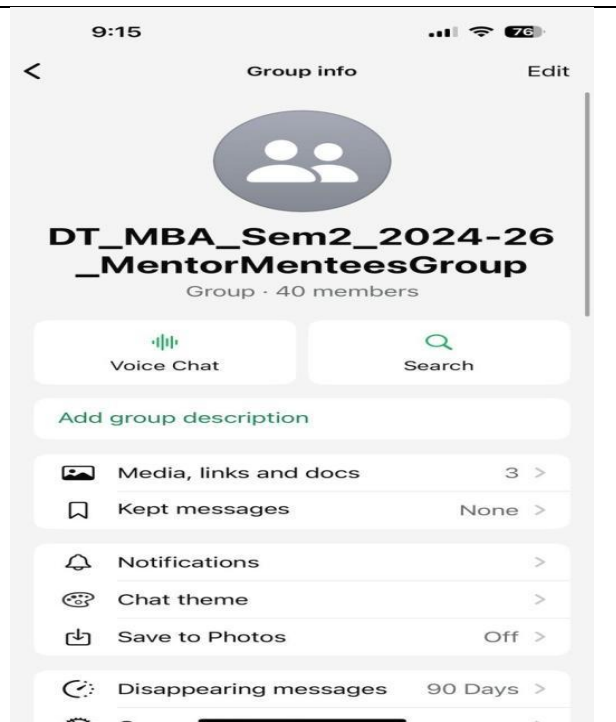 9:15
76
Group info
Edit
DT_MBA_Sem2_2024-26
_MentorMenteesGroup
Group · 40 members
Voice Chat
Search
Add group description
Media, links and docs 3
Kept messages None
Notifications
Chat theme
Save to Photos Off
Disappearing messages 90 Days